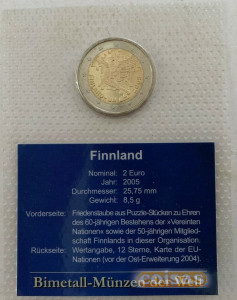 Finnland
Nominal: 2 Euro
Jahr: 2005
Durchmesser: 25,75 mm
Gewicht: 8,5 g
Vorderseite: Friedenstaube aus Puzzle-Stücken zu Ehren
des 60-jährigen Bestehens der »Vereinten
Nationen« sowie der 50-jährigen Mitglied-
schaft Finnlands in dieser Organisation.
Rückseite: Wertangabe, 12 Sterne, Karte der EU-
Nationen (vor der Ost-Erweiterung 2004).
Bimetall-Münzen der Welt
coisas